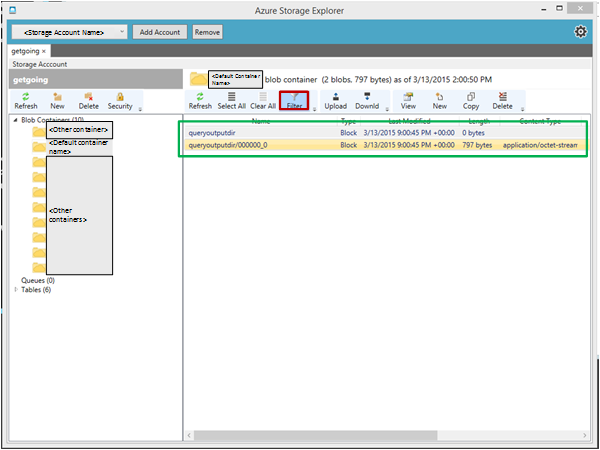 Azure Storage Explorer
<Storage Account Name>
Add Account
Remove
getgoing ×
Storage Acccount
getgoing
<Default Container Name> blob container (2 blobs, 797 bytes) as of 3/13/2015 2:00:50 PM
Refresh New Delete Security
Refresh Select All Clear All Filter Upload Downld View New Copy Delete
Blob Containers (10)
<Other container>
<Default container name>
<Other containers>
Queues (0)
Tables (6)
Name Type Last Modified Length Content Type
queryoutputdir Block 3/13/2015 9:00:45 PM +00:00 0 bytes
queryoutputdir/000000_0 Block 3/13/2015 9:00:45 PM +00:00 797 bytes application/octet-stream